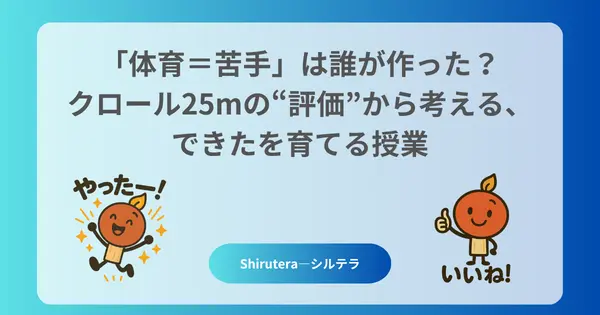 「体育＝苦手」は誰が作った？
クロール25mの“評価”から考える、
できたを育てる授業
やったー!
いいね!
Shirutera―シルテラ